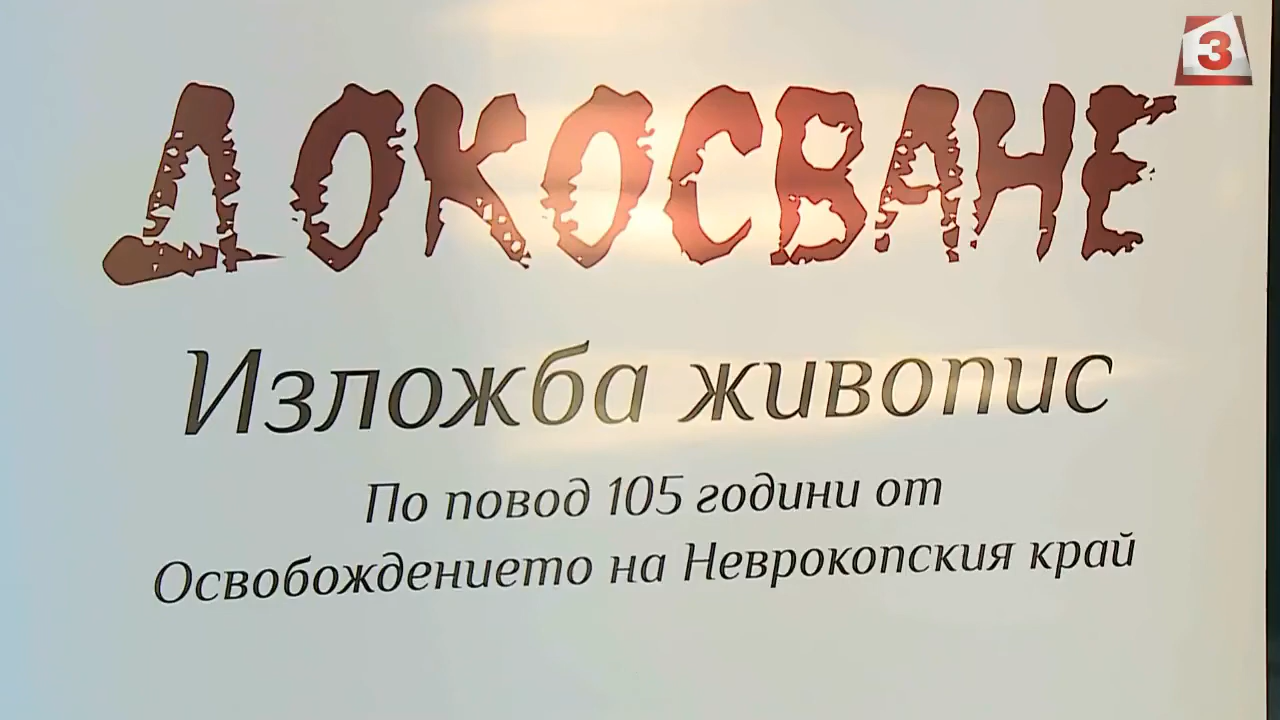 3
ДОКОСВАНЕ
Изложба живопис
По повод 105 години от
Освобождението на Неврокопския край